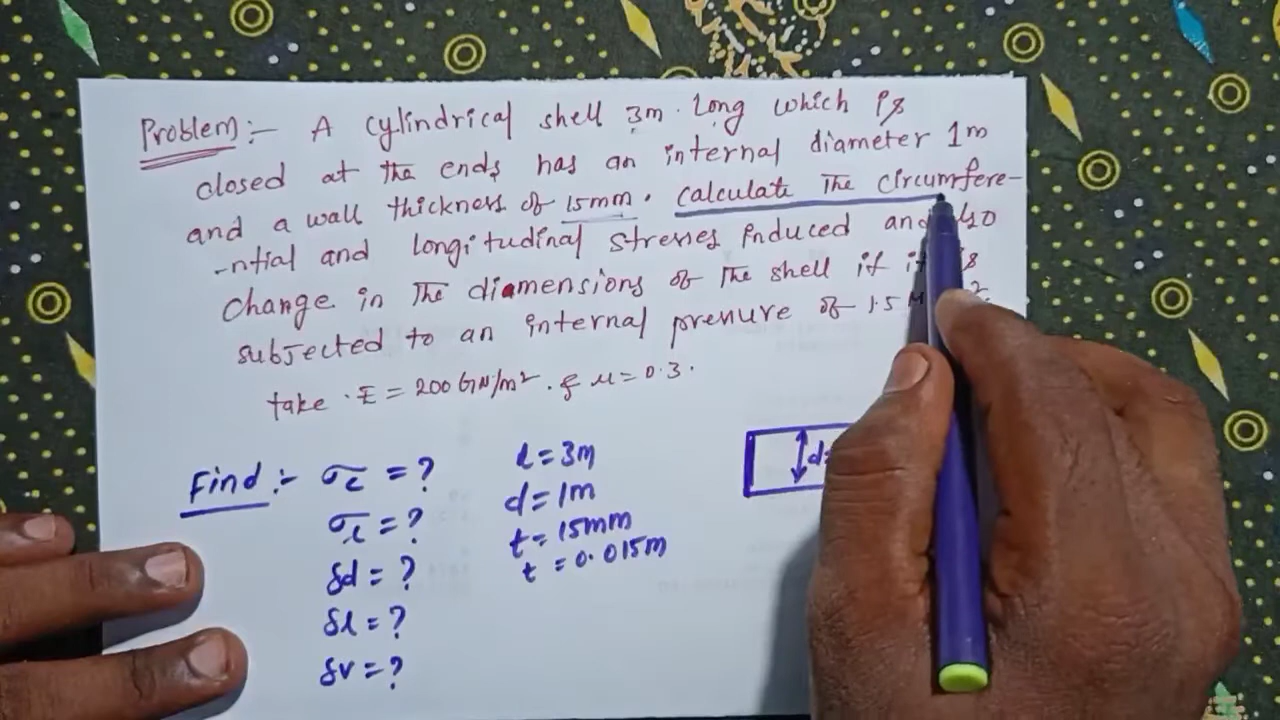 Problem :- A cylindrical shell 3m. long which is
closed at the ends has an internal diameter 1m
and a wall thickness of 15mm. calculate The circumfere-
-ntial and longitudinal stresses induced and also
change in The diamensions of The shell if it is
subjected to an internal pressure of 1.5 M
take . E = 200 GN/m². & μ = 0.3.
Find :- σc = ?
σl = ?
δd = ?
δl = ?
δv = ?
l = 3m
d = 1m
t = 15mm
t = 0.015m
d=